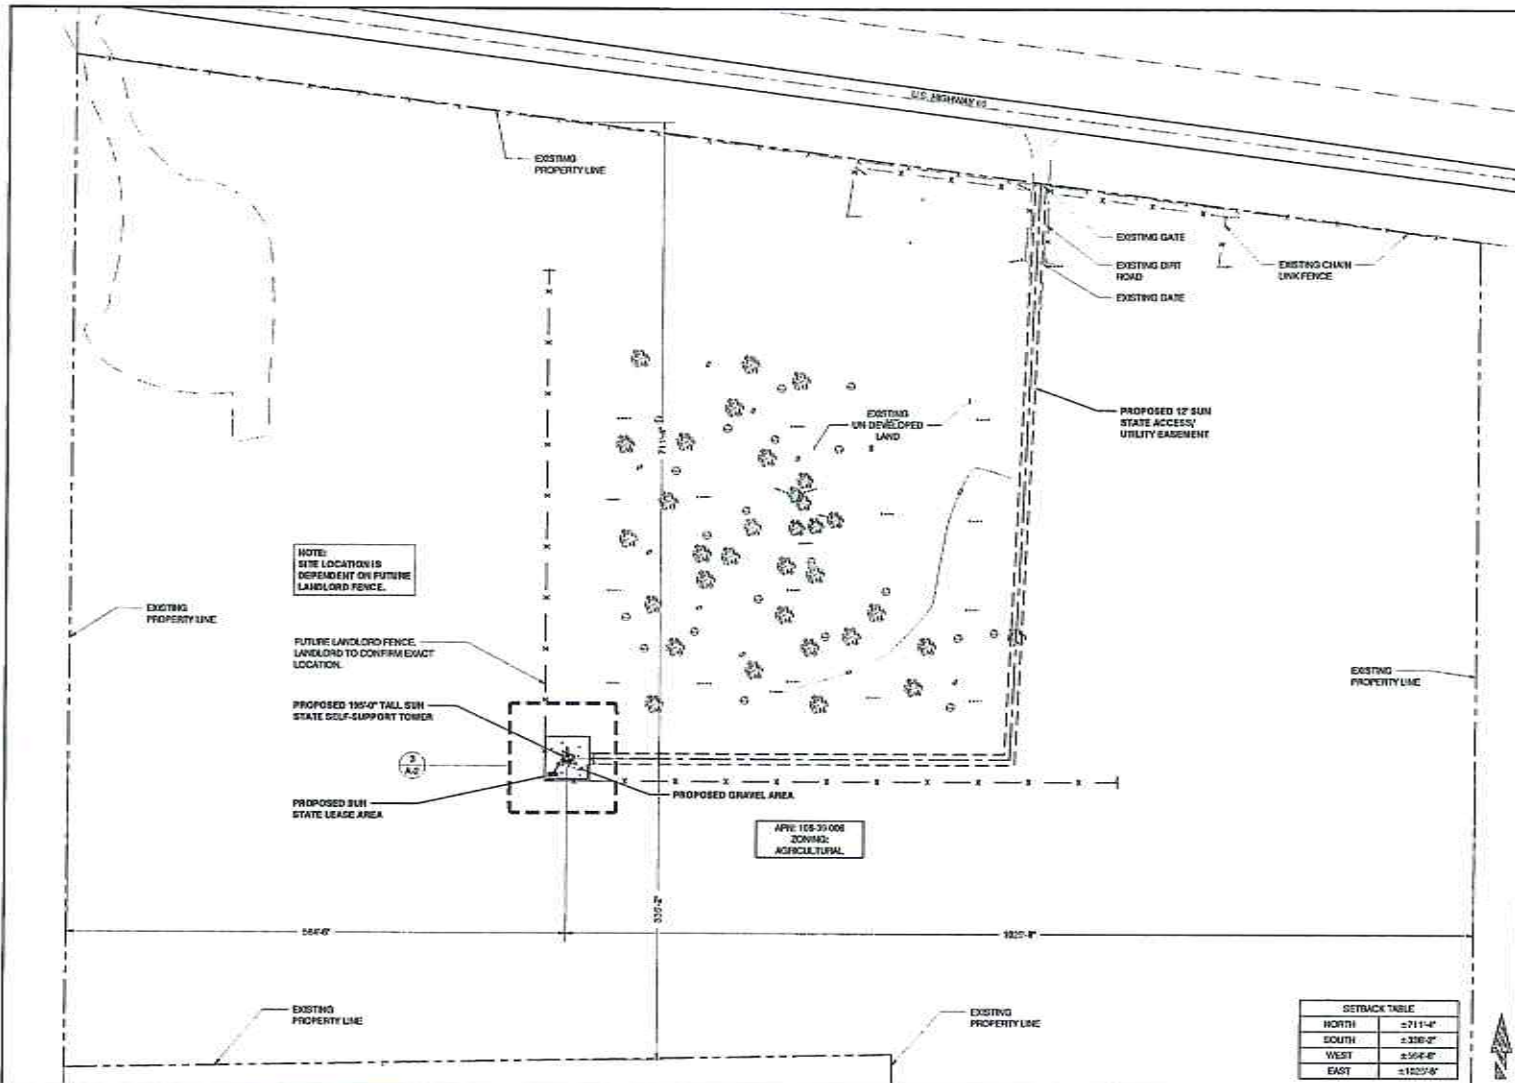 U.S. HIGHWAY
EXISTING
PROPERTY LINE
EXISTING GATE
EXISTING DIRT
ROAD
EXISTING GATE
EXISTING CHAIN
LINK FENCE
PROPOSED 12' SUN
STATE ACCESS/
UTILITY EASEMENT
EXISTING
UN-DEVELOPED
LAND
NOTE:
SITE LOCATION IS
DEPENDENT ON FUTURE
LANDLORD FENCE.
EXISTING
PROPERTY LINE
FUTURE LANDLORD FENCE,
LANDLORD TO CONFIRM EXACT
LOCATION.
PROPOSED 195'-0" TALL SUN
STATE SELF-SUPPORT TOWER
PROPOSED SUN
STATE LEASE AREA
PROPOSED GRAVEL AREA
EXISTING
PROPERTY LINE
ZONING:
AGRICULTURAL
EXISTING
PROPERTY LINE
EXISTING
PROPERTY LINE
SETBACK TABLE
NORTH
SOUTH
WEST
EAST